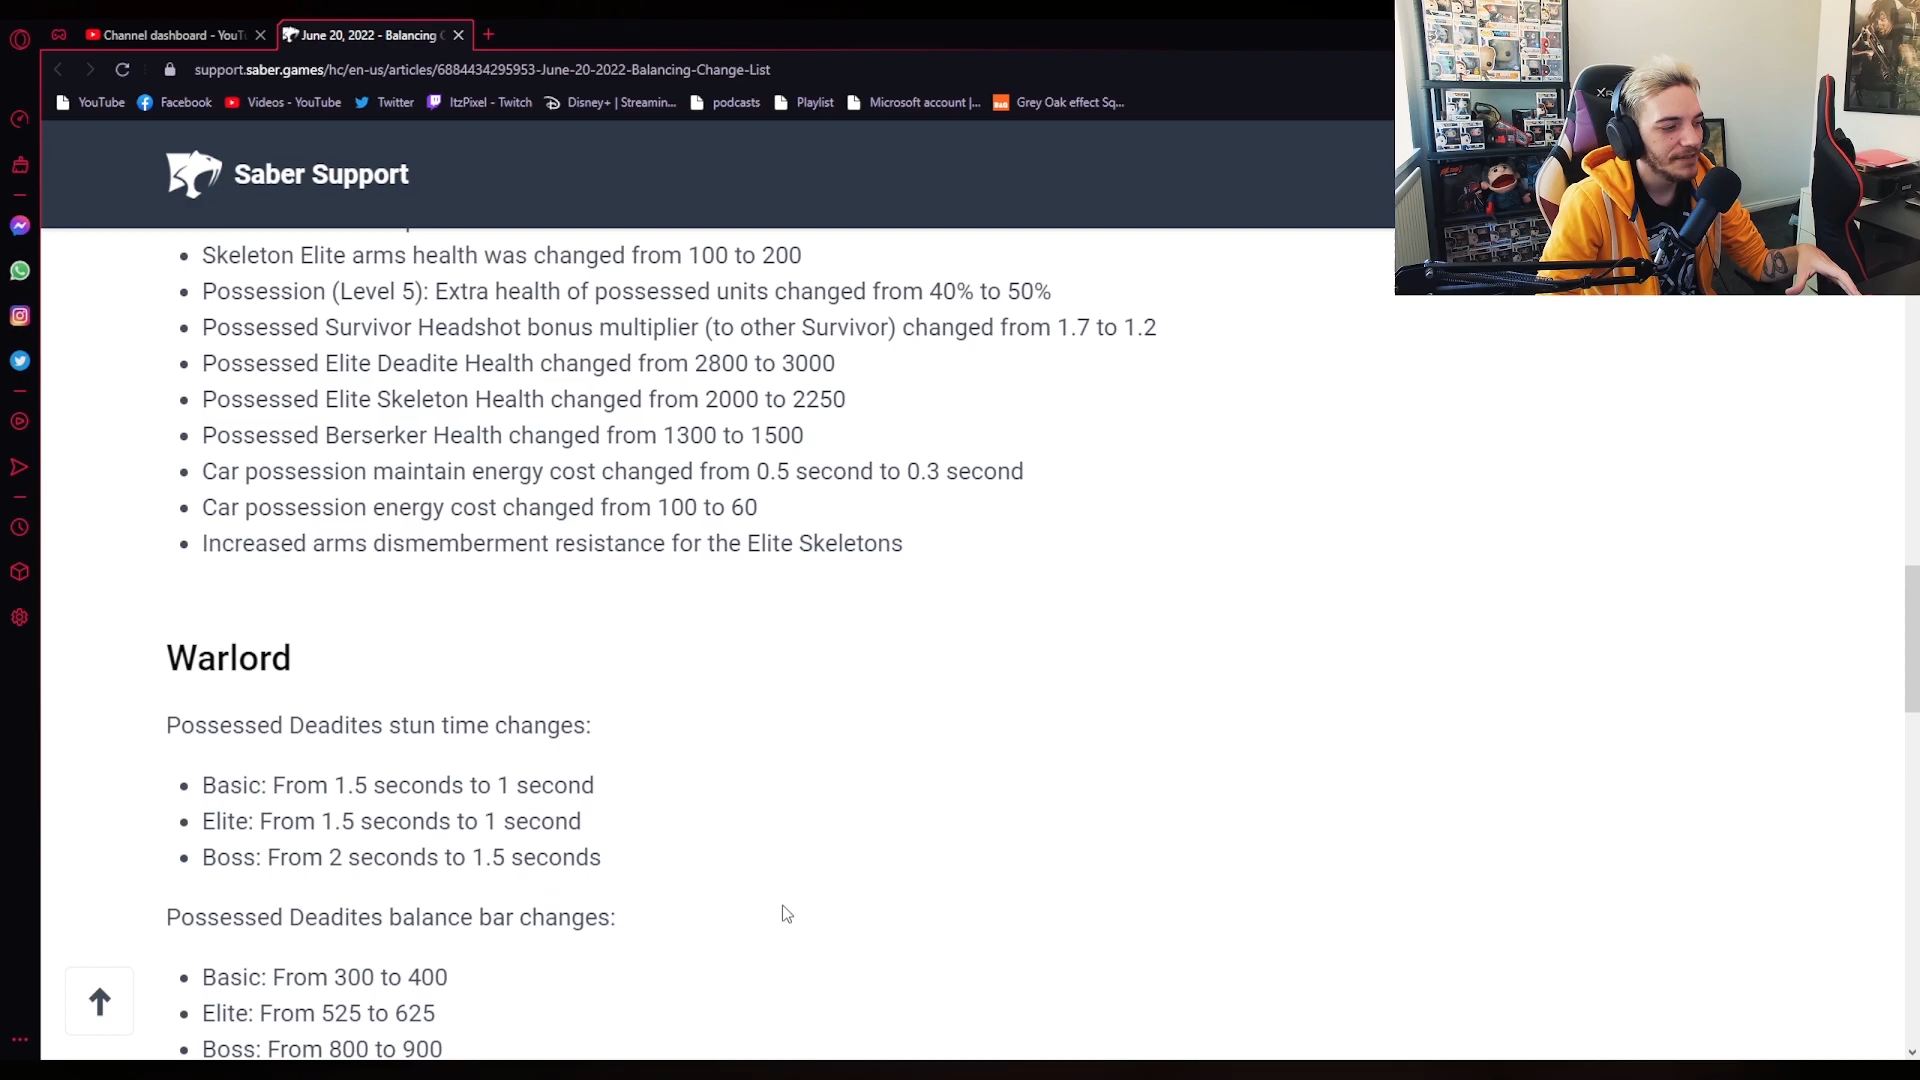 Channel dashboard - YouTu
June 20, 2022 - Balancing C
support.saber.games/hc/en-us/articles/6884434295953-June-20-2022-Balancing-Change-List
YouTube Facebook Videos - YouTube Twitter ItzPixel - Twitch Disney+ | Streamin... podcasts Playlist Microsoft account |... Grey Oak effect Sq...
Saber Support
• Skeleton Elite arms health was changed from 100 to 200
• Possession (Level 5): Extra health of possessed units changed from 40% to 50%
• Possessed Survivor Headshot bonus multiplier (to other Survivor) changed from 1.7 to 1.2
• Possessed Elite Deadite Health changed from 2800 to 3000
• Possessed Elite Skeleton Health changed from 2000 to 2250
• Possessed Berserker Health changed from 1300 to 1500
• Car possession maintain energy cost changed from 0.5 second to 0.3 second
• Car possession energy cost changed from 100 to 60
• Increased arms dismemberment resistance for the Elite Skeletons
Warlord
Possessed Deadites stun time changes:
• Basic: From 1.5 seconds to 1 second
• Elite: From 1.5 seconds to 1 second
• Boss: From 2 seconds to 1.5 seconds
Possessed Deadites balance bar changes:
• Basic: From 300 to 400
• Elite: From 525 to 625
• Boss: From 800 to 900